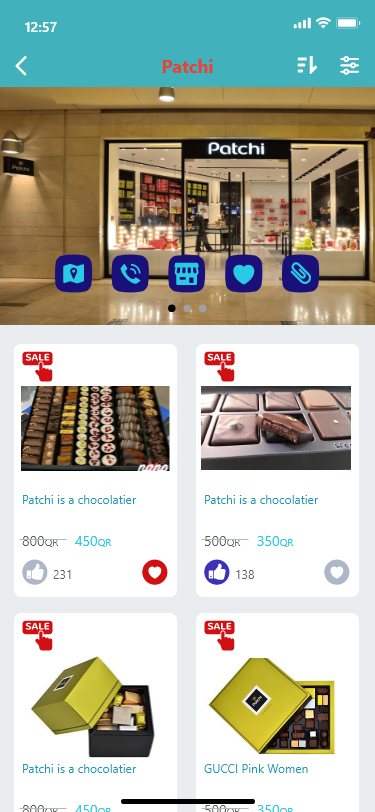 12:57
Patchi
Patchi
SALE
SALE
Patchi is a chocolatier
Patchi is a chocolatier
800QR 450QR
500QR 350QR
231
138
SALE
SALE
PATCHI
PATCHI
Patchi is a chocolatier
GUCCI Pink Women
800QR 450QR
500QR 350QR